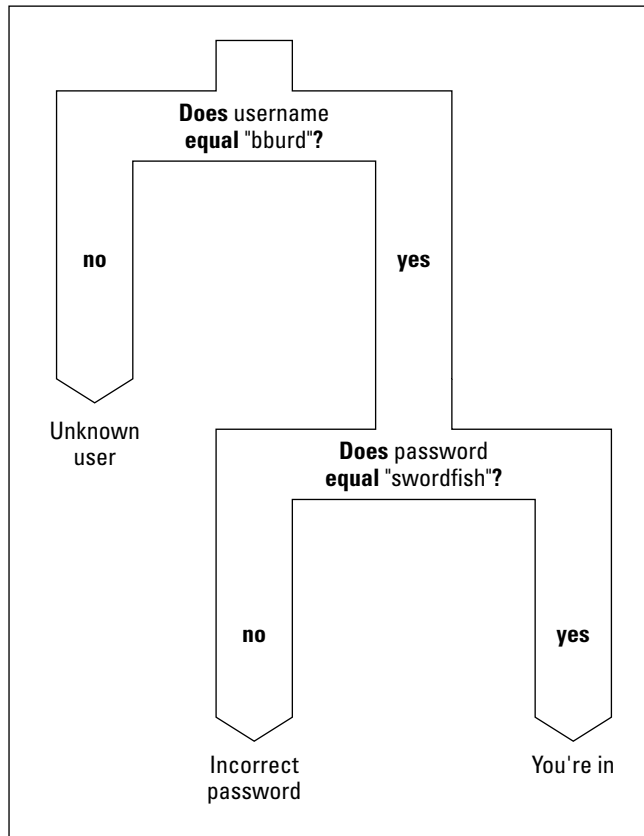 Does username
equal "bburd"?
no
yes
Unknown
user
Does password
equal "swordfish"?
no
yes
Incorrect
password
You're in